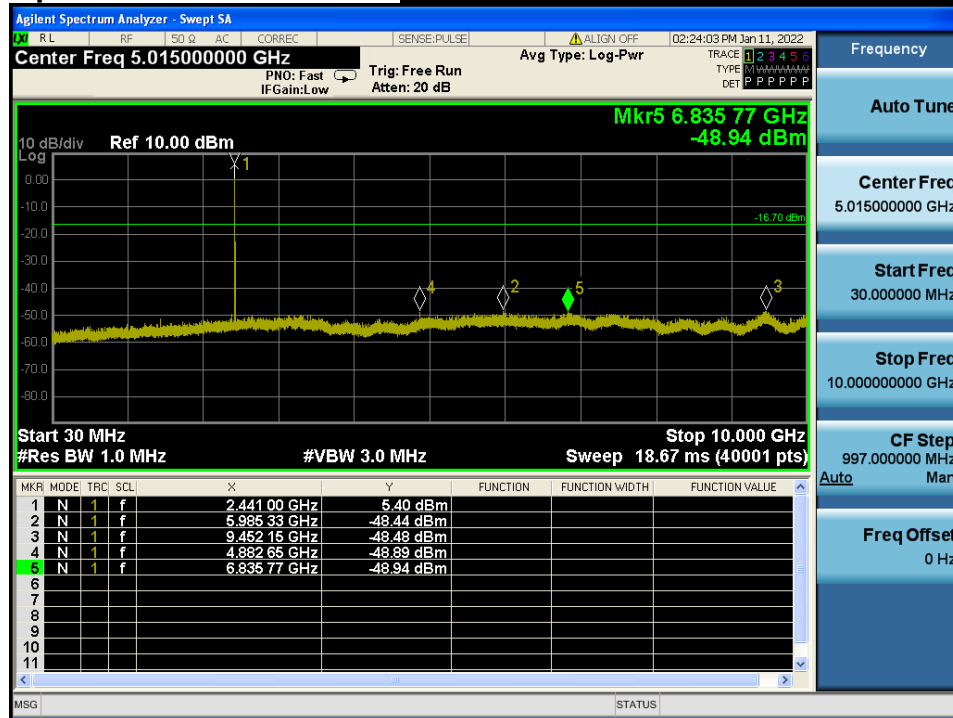 Agilent Spectrum Analyzer - Swept SA
LXI RL RF 50 Ω AC CORREC SENSE:PULSE ALIGN OFF 02:24:03 PM Jan 11, 2022
Center Freq 5.015000000 GHz
PNO: Fast
IFGain:Low
Trig: Free Run
Atten: 20 dB
Avg Type: Log-Pwr
TRACE 1 2 3 4 5 6
TYPE M
DET P P P P P P
Frequency
Auto Tune
Center Freq
5.015000000 GHz
Start Freq
30.000000 MHz
Stop Freq
10.000000000 GHz
CF Step
997.000000 MHz
Auto Man
Freq Offset
0 Hz
Mkr5 6.835 77 GHz
-48.94 dBm
10 dB/div Ref 10.00 dBm
Log
0.00
-10.0
-20.0
-30.0
-40.0
-50.0
-60.0
-70.0
-80.0
-16.70 dBm
1
4
2
5
3
Start 30 MHz Stop 10.000 GHz
#Res BW 1.0 MHz #VBW 3.0 MHz Sweep 18.67 ms (40001 pts)
MKR MODE TRC SCL X Y FUNCTION FUNCTION WIDTH FUNCTION VALUE
1 N 1 f 2.441 00 GHz 5.40 dBm
2 N 1 f 5.985 33 GHz -48.44 dBm
3 N 1 f 9.452 15 GHz -48.48 dBm
4 N 1 f 4.882 65 GHz -48.89 dBm
5 N 1 f 6.835 77 GHz -48.94 dBm
6
7
8
9
10
11
MSG STATUS